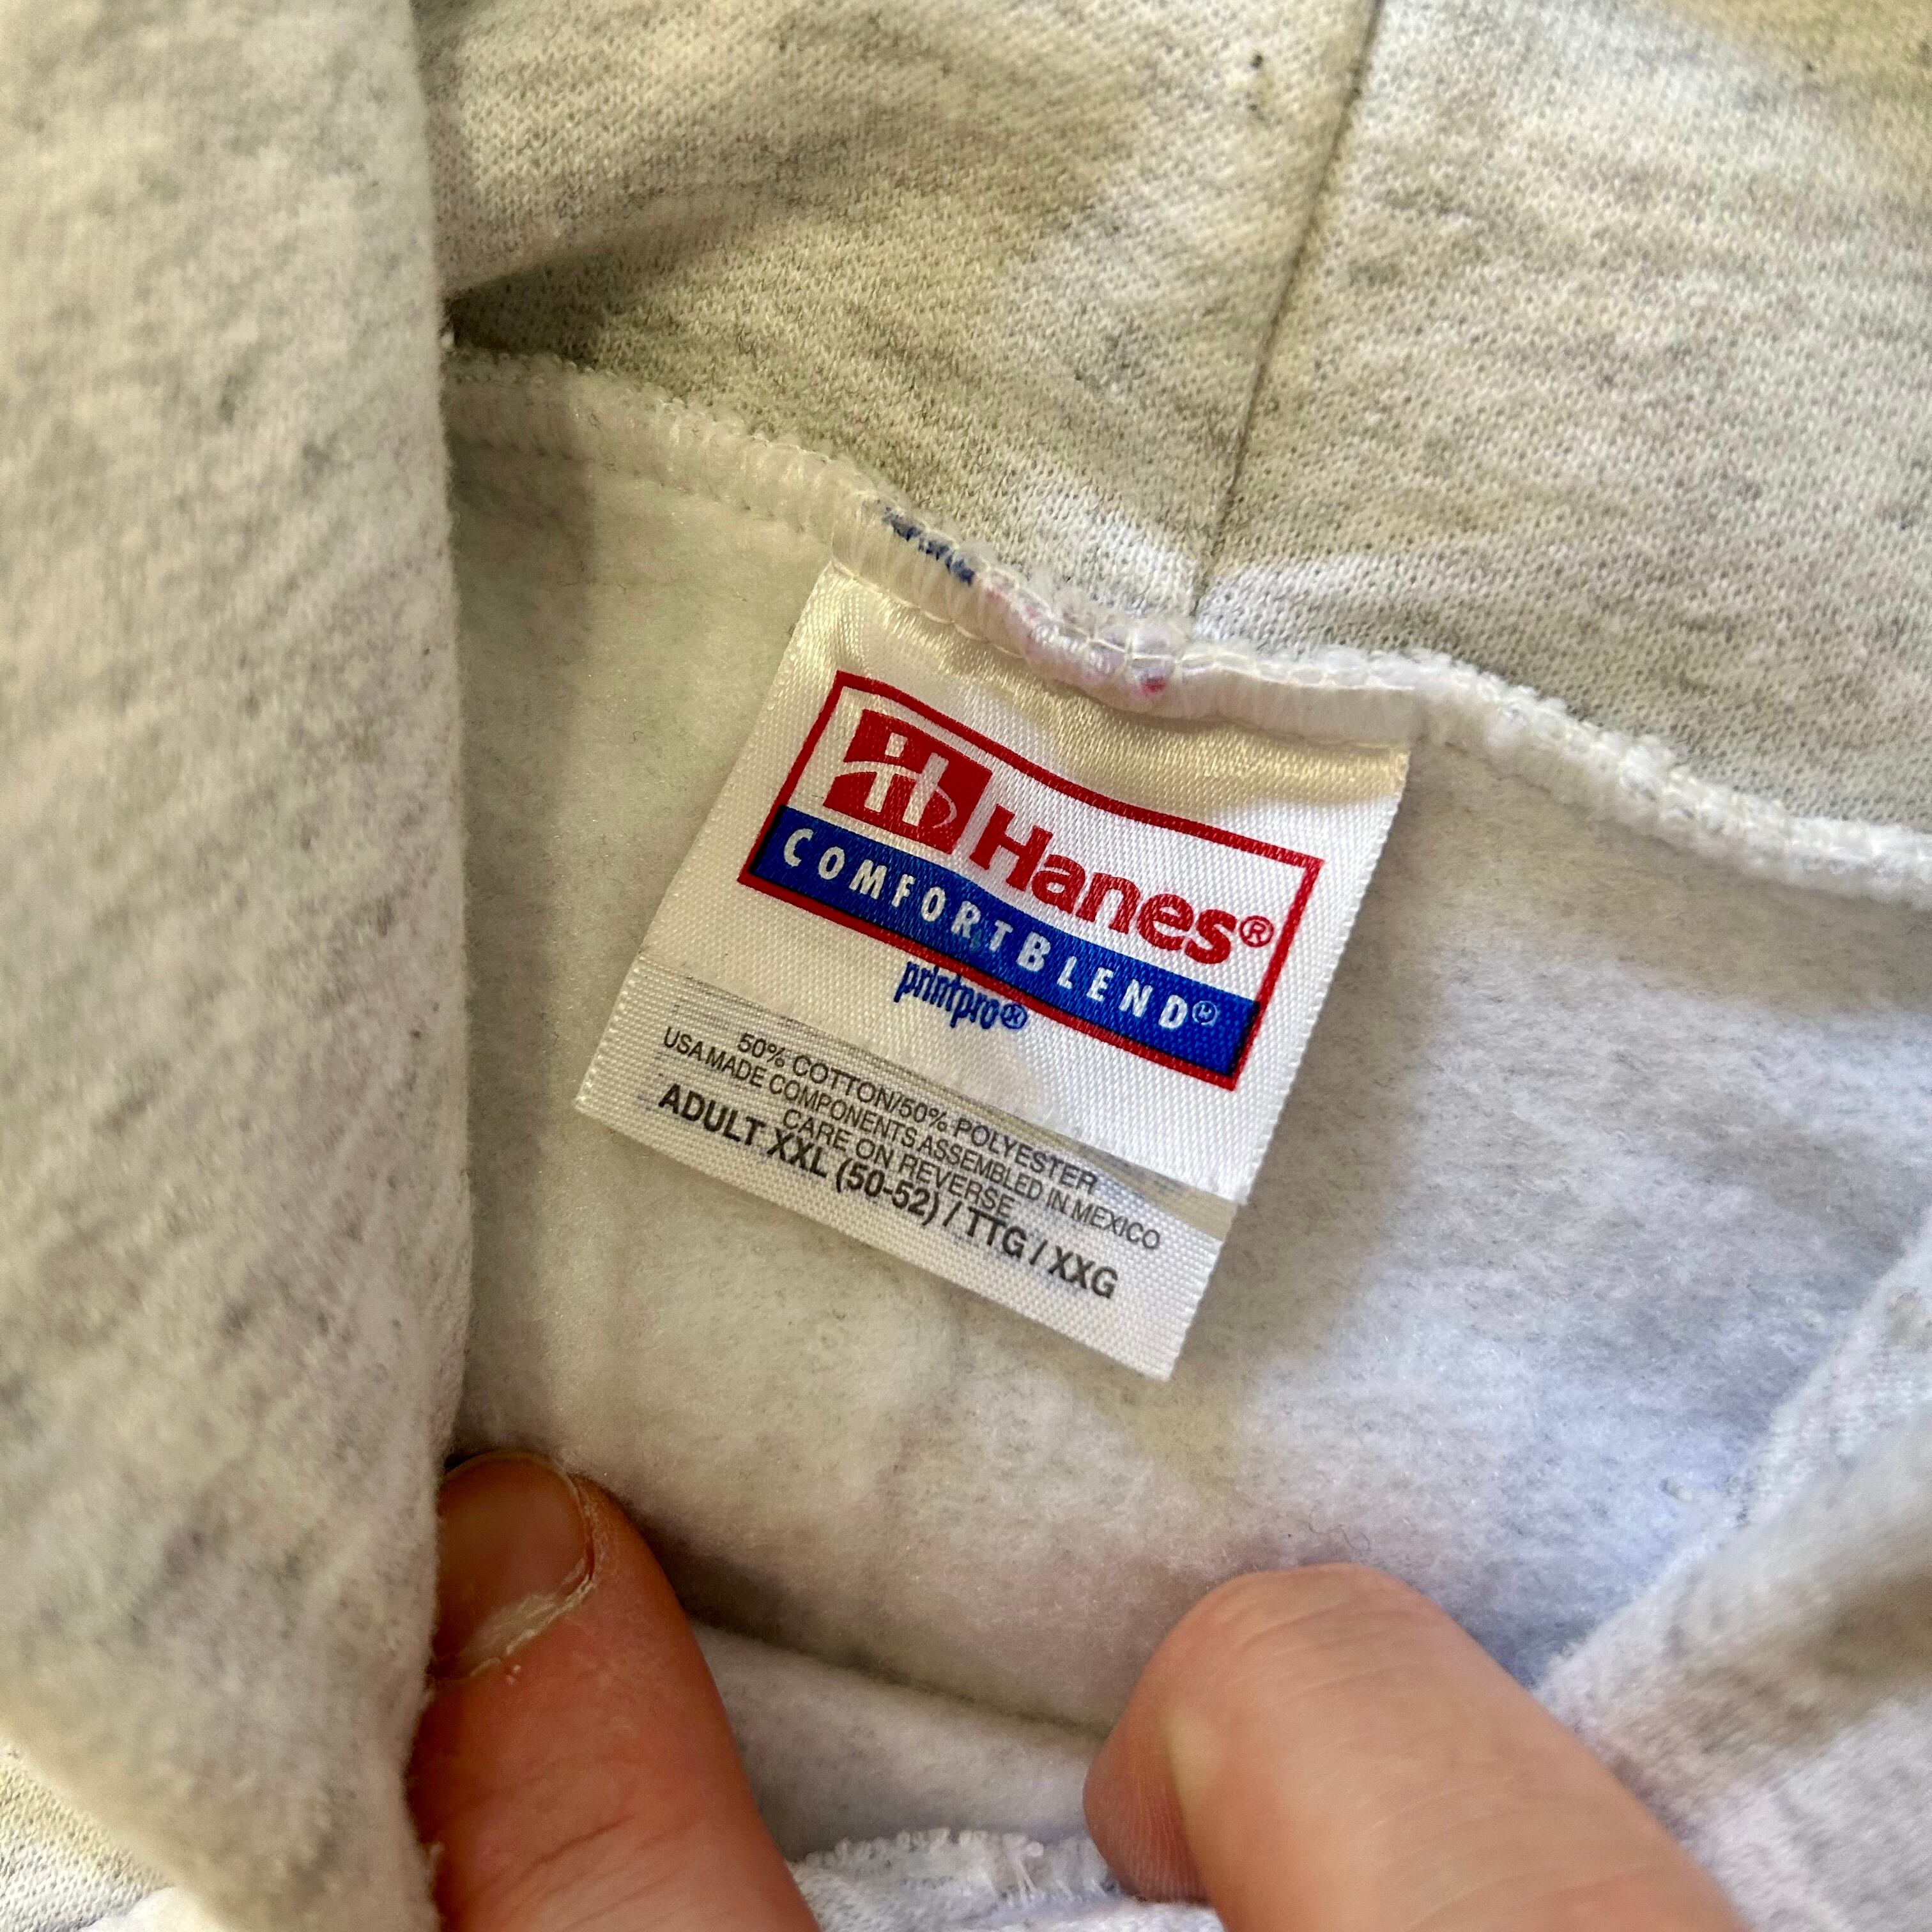 Hanes®
COMFORTBLEND®
printpro®
50% COTTON/50% POLYESTER
USA MADE COMPONENTS ASSEMBLED IN MEXICO
CARE ON REVERSE
ADULT XXL (50-52) / TTG / XXG